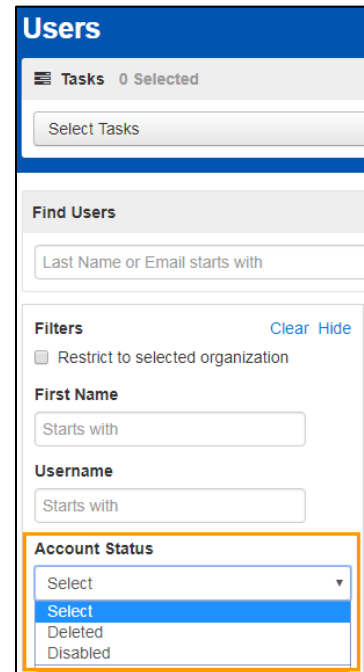 Users
Tasks 0 Selected
Select Tasks
Find Users
Last Name or Email starts with
Filters Clear Hide
Restrict to selected organization
First Name
Starts with
Username
Starts with
Account Status
Select
Select
Deleted
Disabled